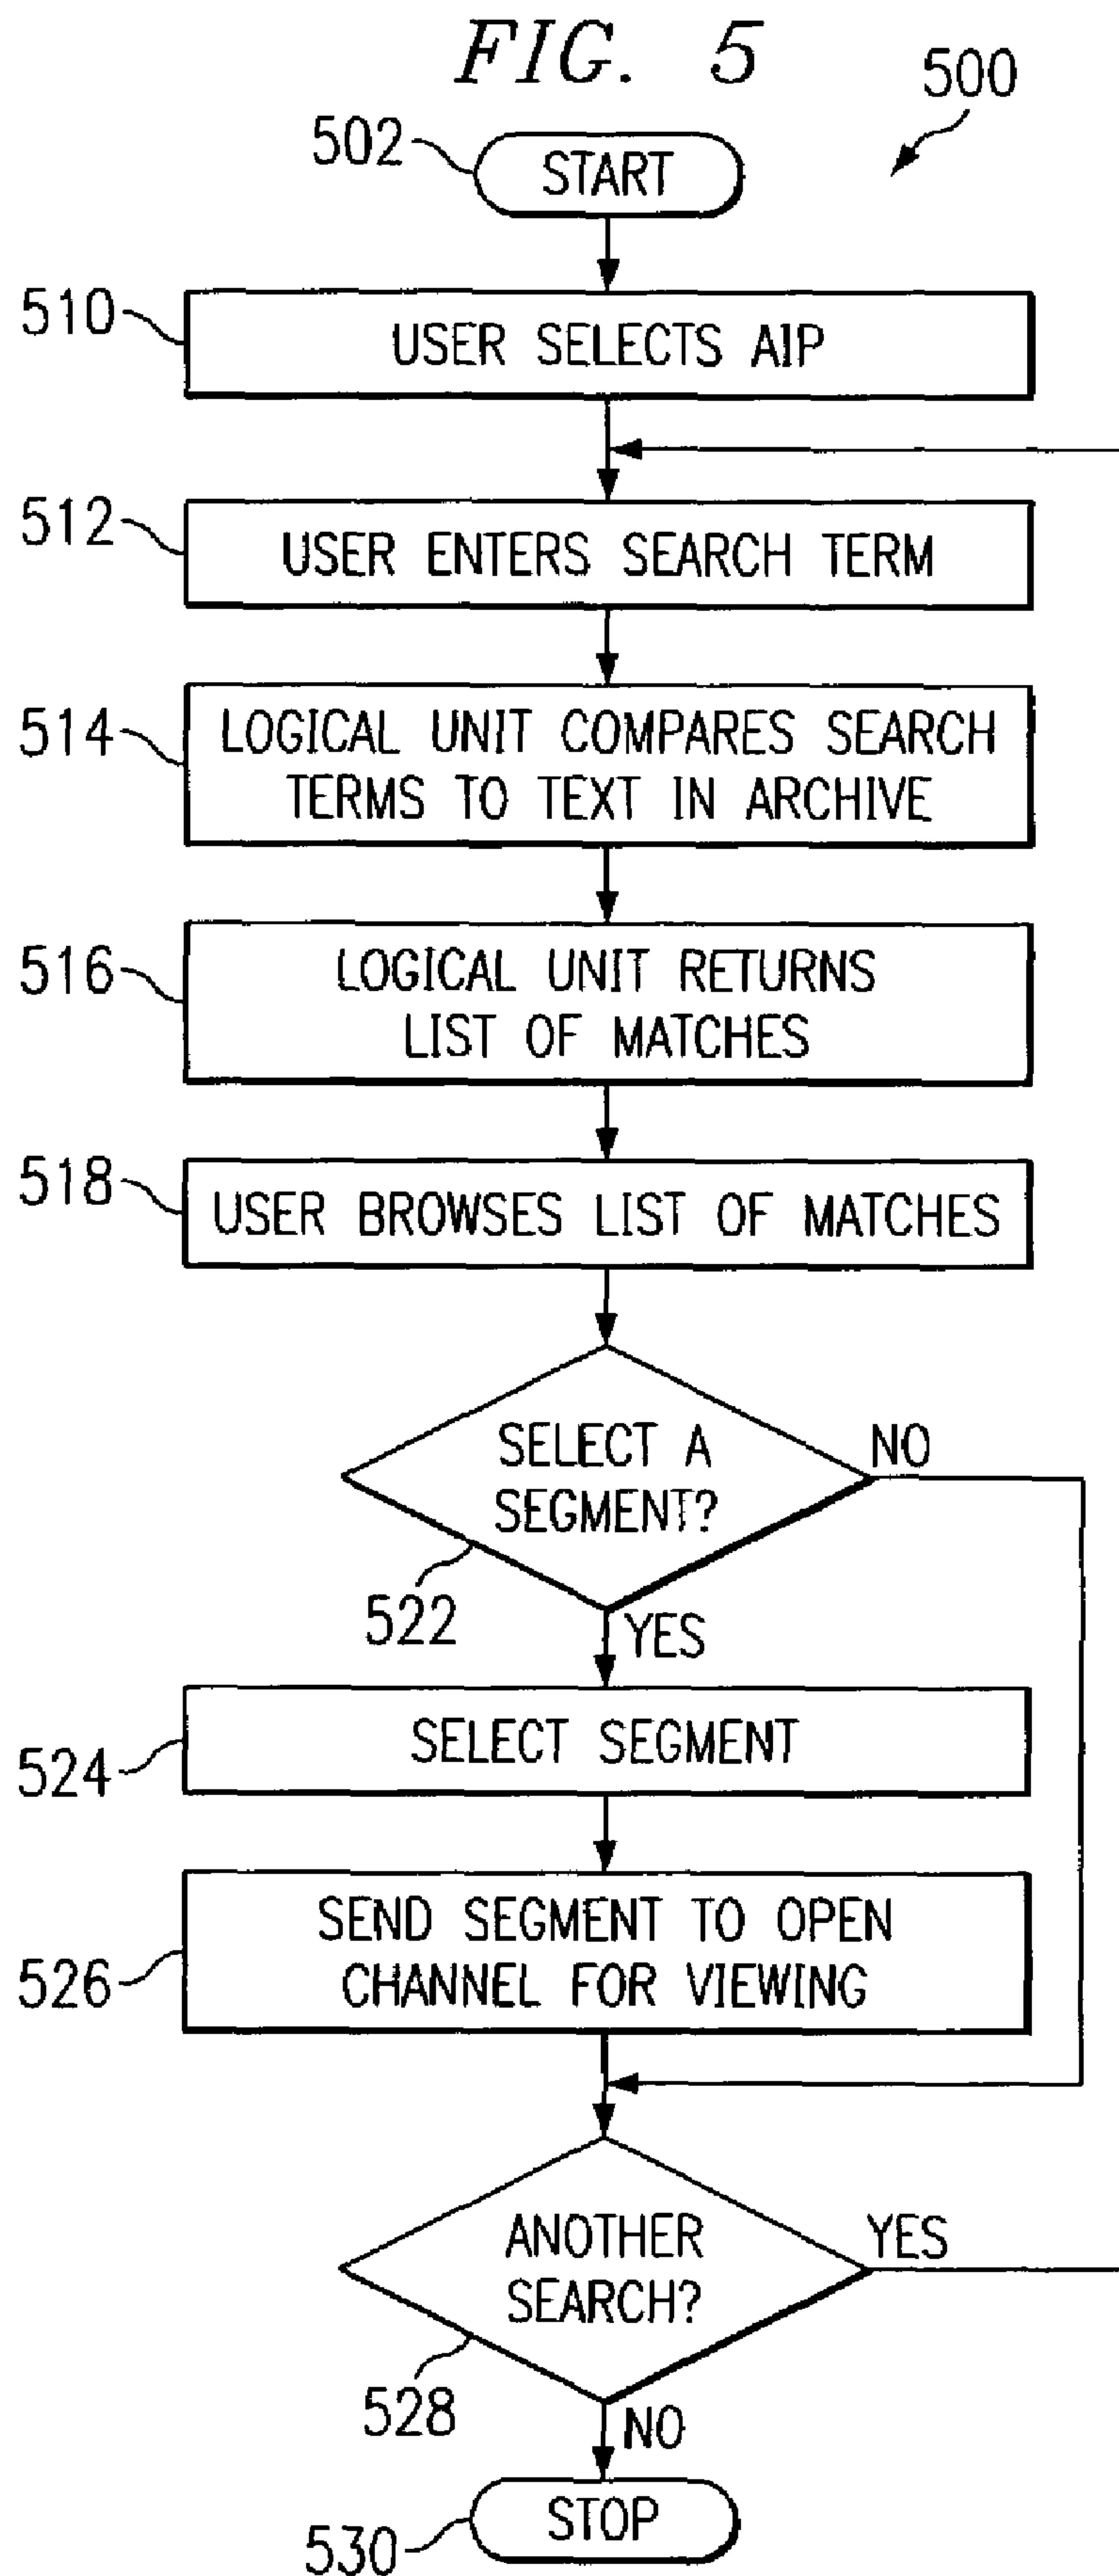 FIG. 5
500
502
START
510
USER SELECTS AIP
512
USER ENTERS SEARCH TERM
514
LOGICAL UNIT COMPARES SEARCH
TERMS TO TEXT IN ARCHIVE
516
LOGICAL UNIT RETURNS
LIST OF MATCHES
518
USER BROWSES LIST OF MATCHES
SELECT A
SEGMENT?
NO
522
YES
524
SELECT SEGMENT
526
SEND SEGMENT TO OPEN
CHANNEL FOR VIEWING
ANOTHER
SEARCH?
YES
528
NO
530
STOP